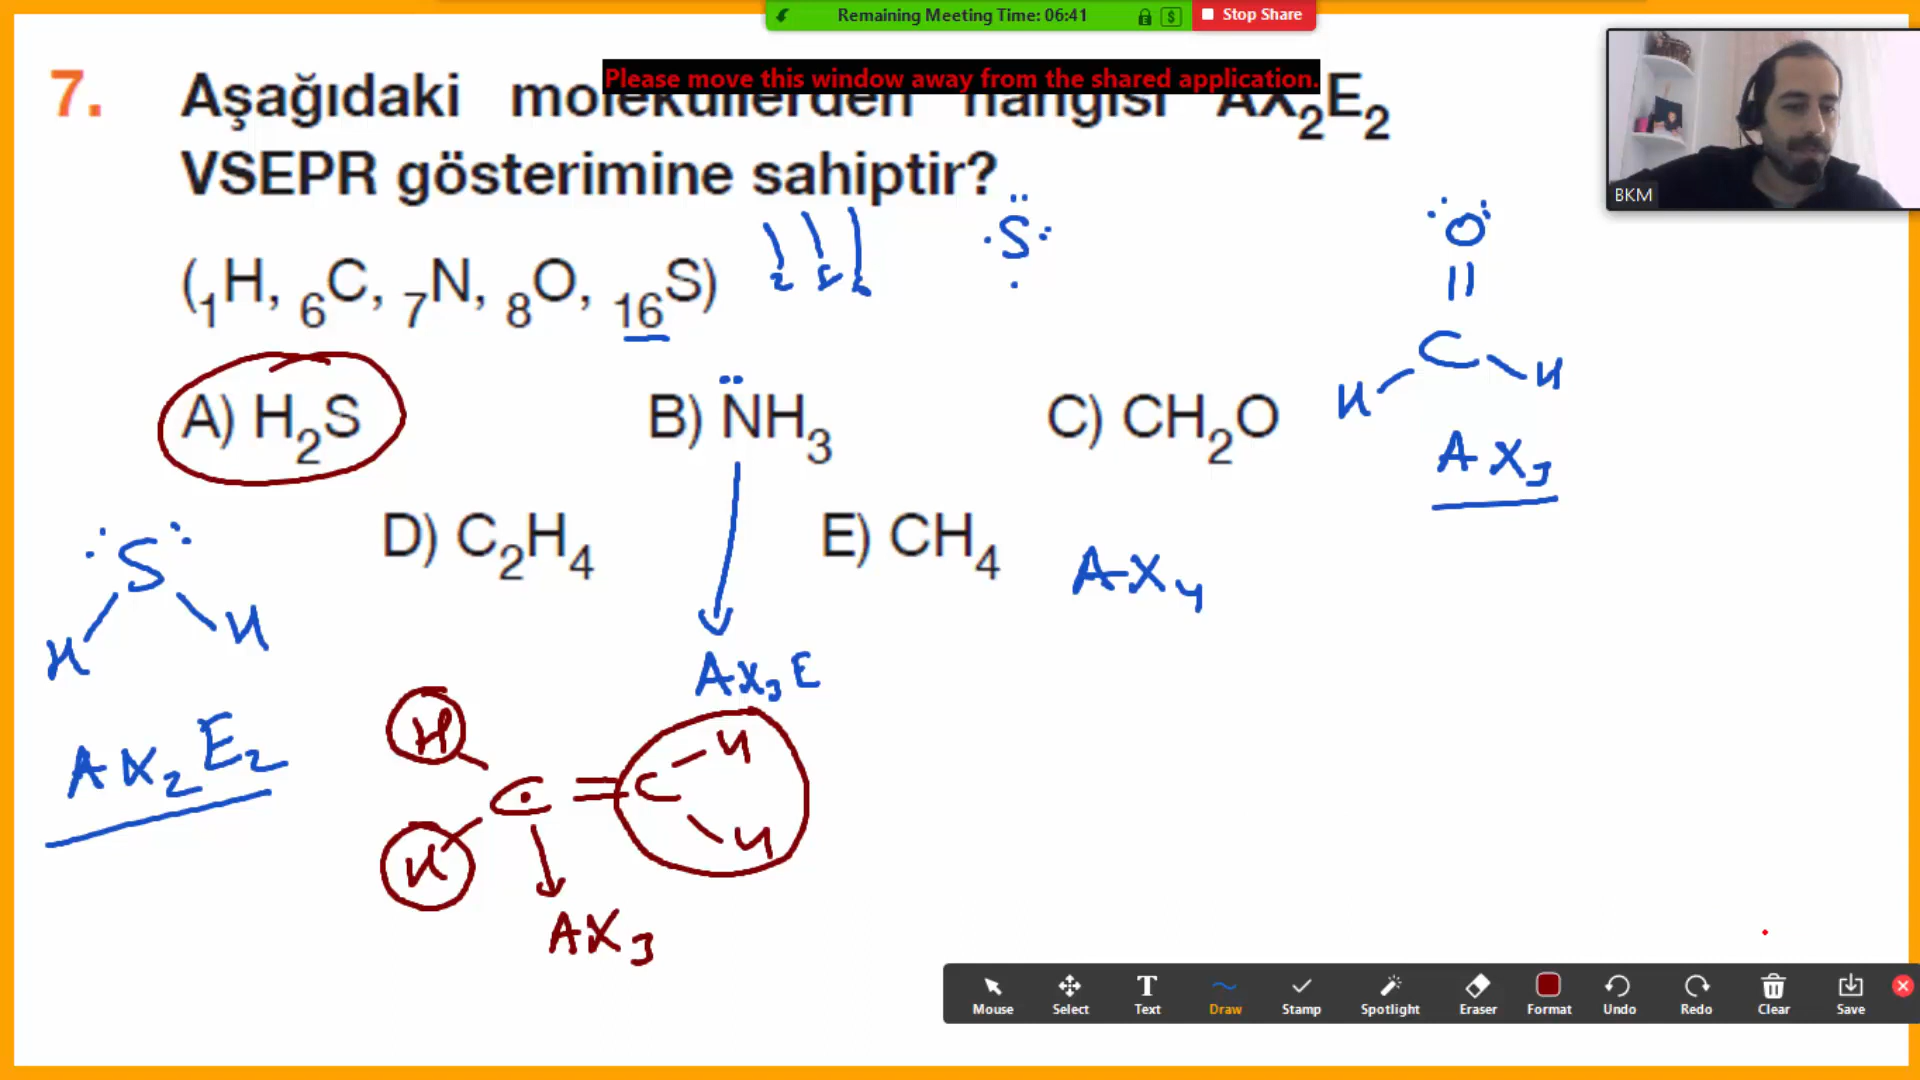 Remaining Meeting Time: 06:41
Stop Share
Please move this window away from the shared application.
7. Aşağıdaki moleküllerden hangisi AX₂E₂
VSEPR gösterimine sahiptir?
BKM
(₁H, ₆C, ₇N, ₈O, ₁₆S)
S
O
C
H H
AX₃
A) H₂S
B) NH₃
C) CH₂O
D) C₂H₄
E) CH₄
AX₄
S
H H
AX₂E₂
AX₃E
H
H
C = C
H
H
AX₃
Mouse Select Text Draw Stamp Spotlight Eraser Format Undo Redo Clear Save